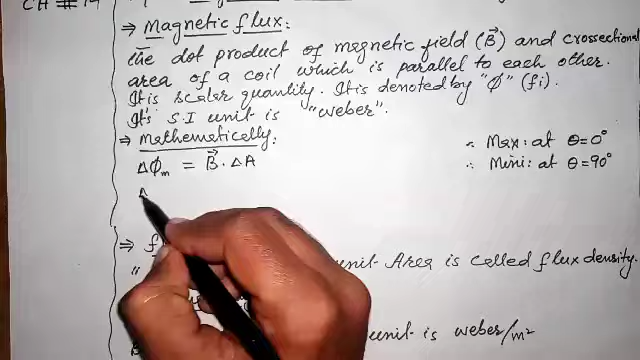 CH # 14
⇒ Magnetic flux:
The dot product of magnetic field (B⃗) and crossectional
area of a coil which is parallel to each other.
It is scaler quantity. It is denoted by "Φ" (fi).
It's S.I unit is "weber".
⇒ Mathematically: ∴ Max: at θ=0°
ΔΦm = B⃗ . ΔA ∴ Mini: at θ=90°
⇒ f
unit Area is called flux density.
unit is weber/m²
B